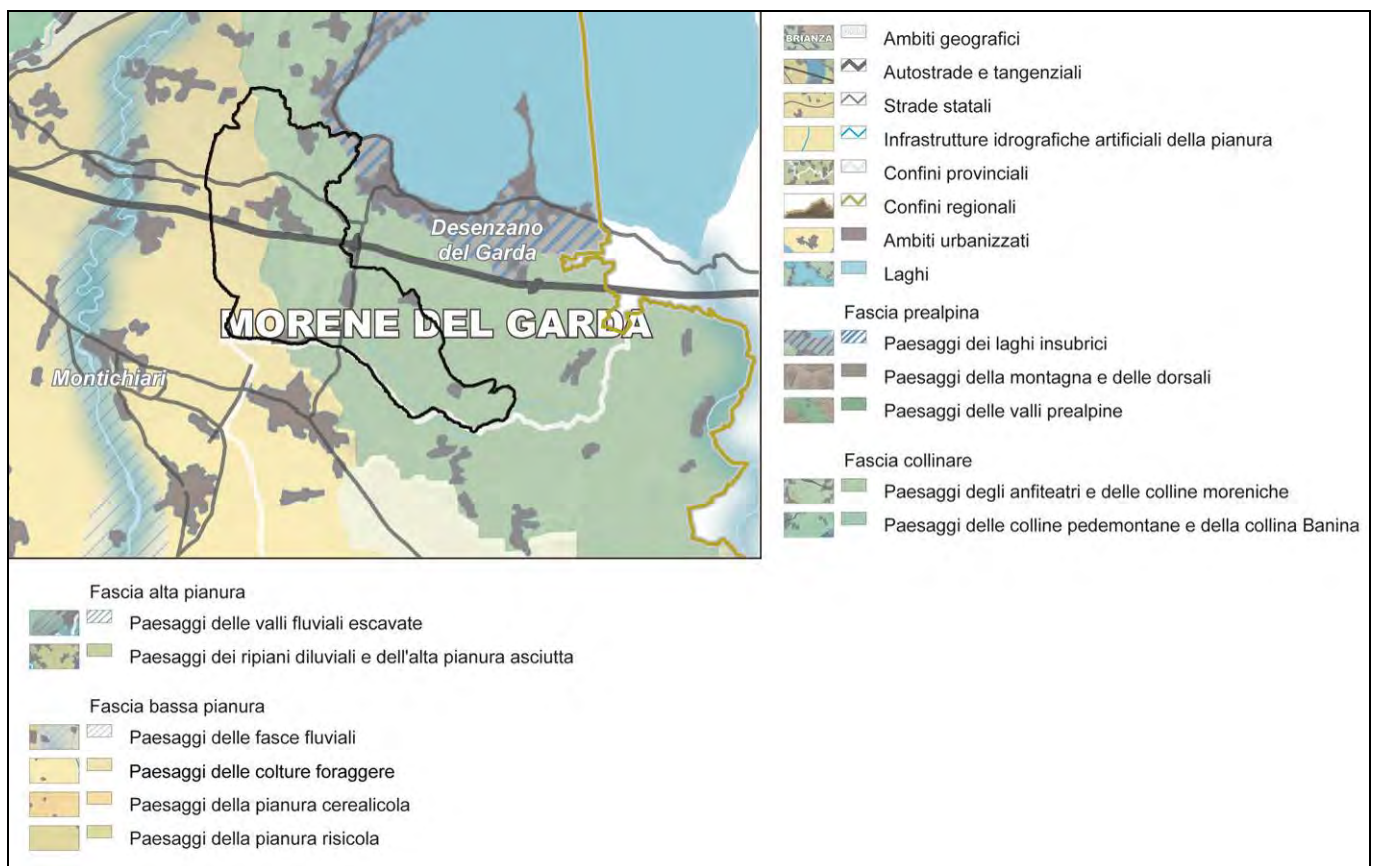 Desenzano
del Garda
MORENE DEL GARDA
Montichiari
BRIANZA
Ambiti geografici
Autostrade e tangenziali
Strade statali
Infrastrutture idrografiche artificiali della pianura
Confini provinciali
Confini regionali
Ambiti urbanizzati
Laghi
Fascia prealpina
Paesaggi dei laghi insubrici
Paesaggi della montagna e delle dorsali
Paesaggi delle valli prealpine
Fascia collinare
Paesaggi degli anfiteatri e delle colline moreniche
Paesaggi delle colline pedemontane e della collina Banina
Fascia alta pianura
Paesaggi delle valli fluviali escavate
Paesaggi dei ripiani diluviali e dell'alta pianura asciutta
Fascia bassa pianura
Paesaggi delle fasce fluviali
Paesaggi delle colture foraggere
Paesaggi della pianura cerealicola
Paesaggi della pianura risicola